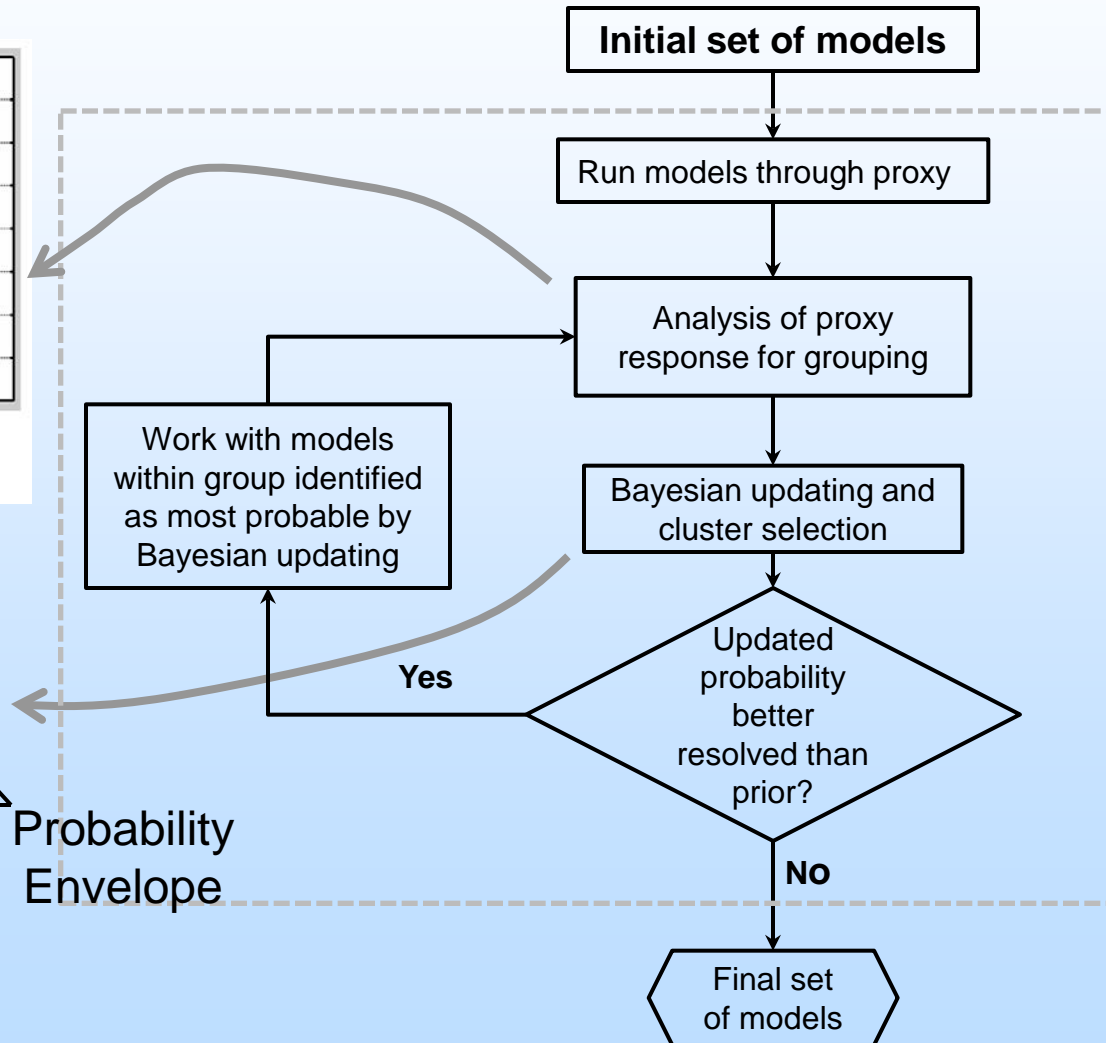 Initial set of models
Run models through proxy
Analysis of proxy
response for grouping
Work with models
within group identified
as most probable by
Bayesian updating
Bayesian updating and
cluster selection
Updated
probability
better
resolved than
prior?
Yes
Probability
Envelope
No
Final set
of models